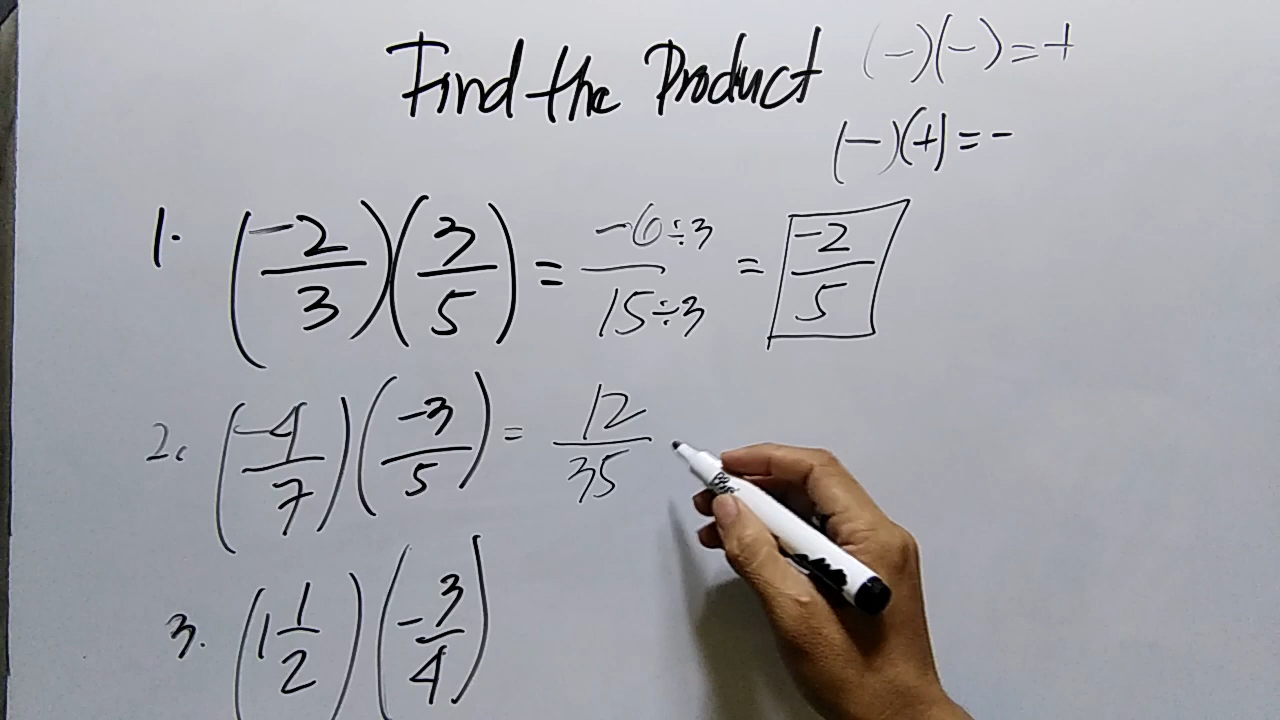 Find the Product
(-)(-)=+
(-)(+)=-
1. (-2/3)(3/5) = -6÷3/15÷3 = -2/5
2. (-4/7)(-3/5) = 12/35
3. (1 1/2)(-3/4)